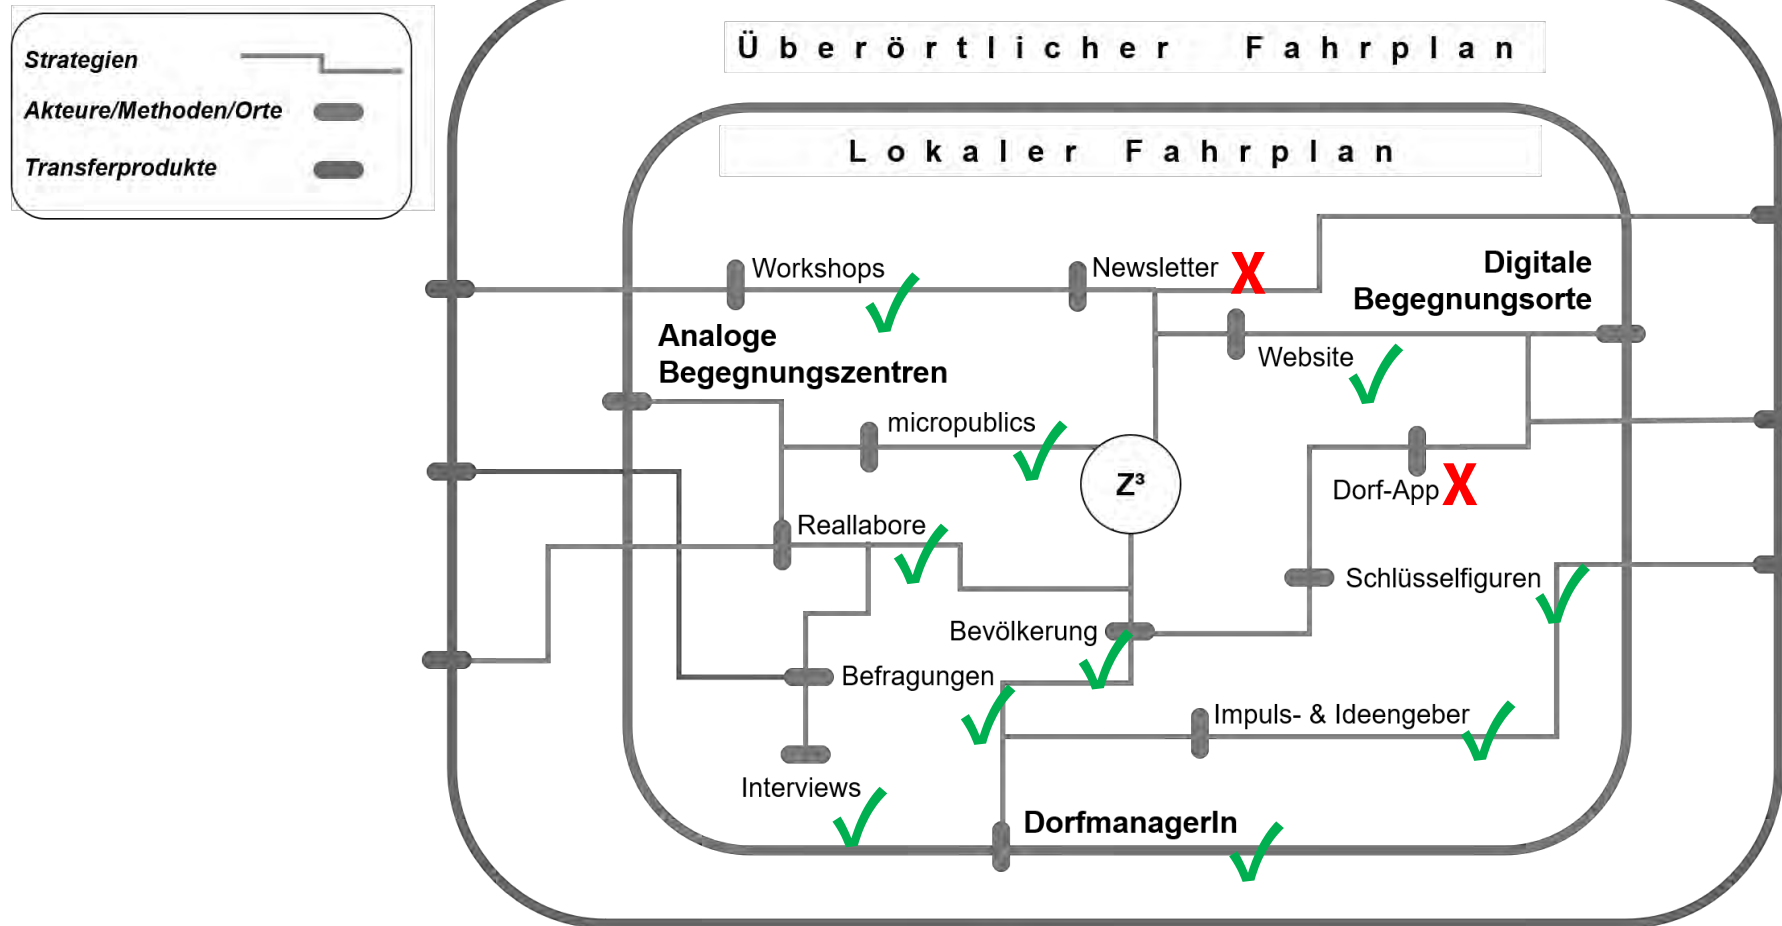 Strategien
Akteure/Methoden/Orte
Transferprodukte
Überörtlicher Fahrplan
Lokaler Fahrplan
Workshops
Newsletter
X
Digitale
Begegnungsorte
Analoge
Begegnungszentren
Website
micropublics
Z³
Dorf-App
X
Reallabore
Schlüsselfiguren
Bevölkerung
Befragungen
Impuls- & Ideengeber
Interviews
DorfmanagerIn